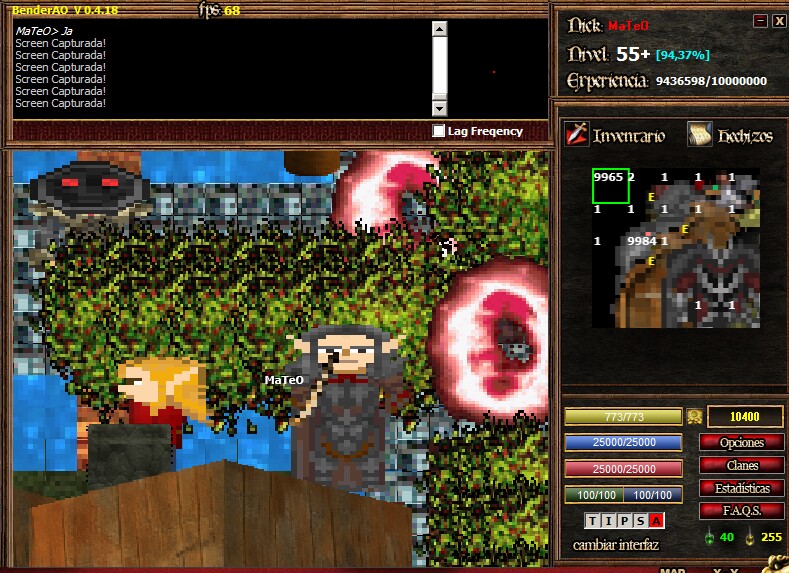 BenderAO V 0.4.18
fps 68
MaTeO> Ja
Screen Capturada!
Screen Capturada!
Screen Capturada!
Screen Capturada!
Screen Capturada!
Screen Capturada!
Lag Freqency
Nick: MaTeO
Nivel: 55+ [94,37%]
Experiencia: 9436598/10000000
Inventario Hechizos
9965 2 1 1 1
E
1 1 1 1 1
E
1 9984 1
E
1 1
MaTeO
773/773 10400
25000/25000 Opciones
25000/25000 Clanes
100/100 100/100 Estadísticas
F.A.Q.S.
T I P S A
40 255
cambiar interfaz